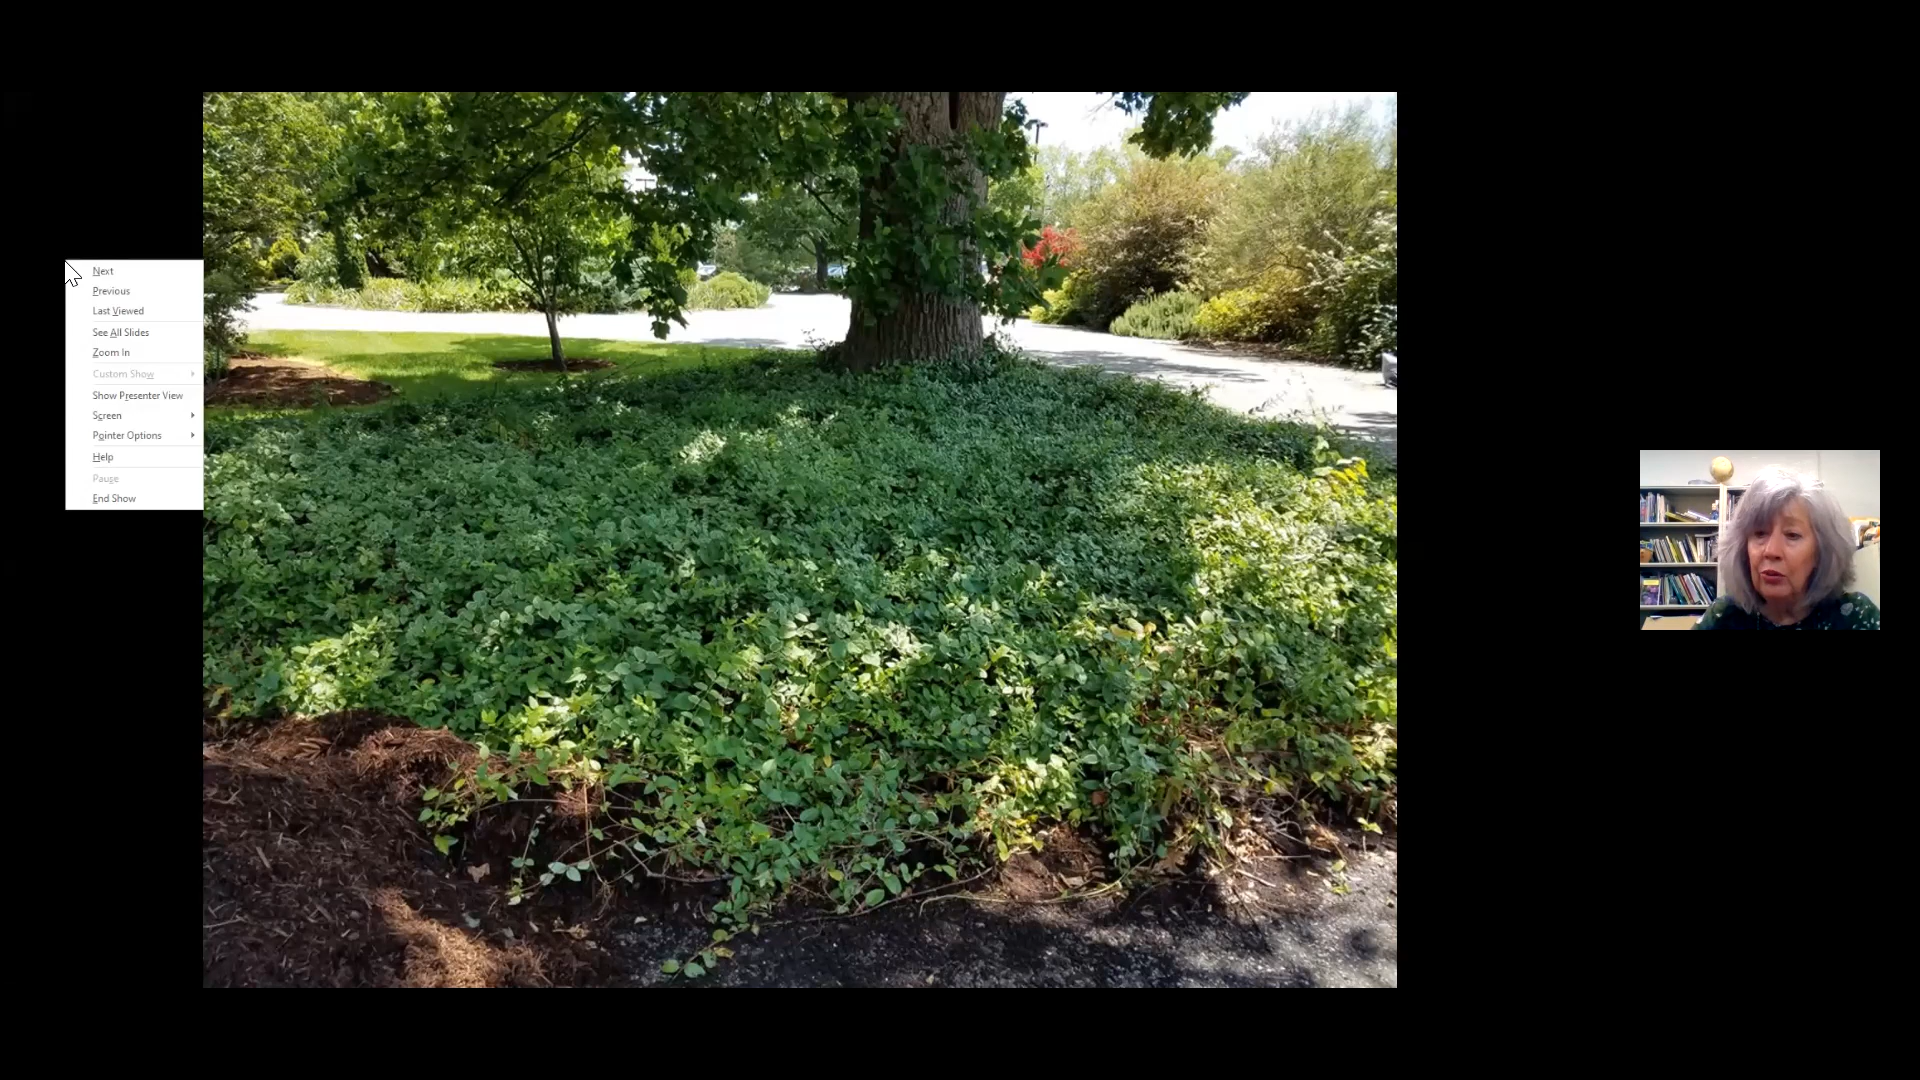 Next
Previous
Last Viewed
See All Slides
Zoom In
Custom Show
Show Presenter View
Screen
Pointer Options
Help
Pause
End Show